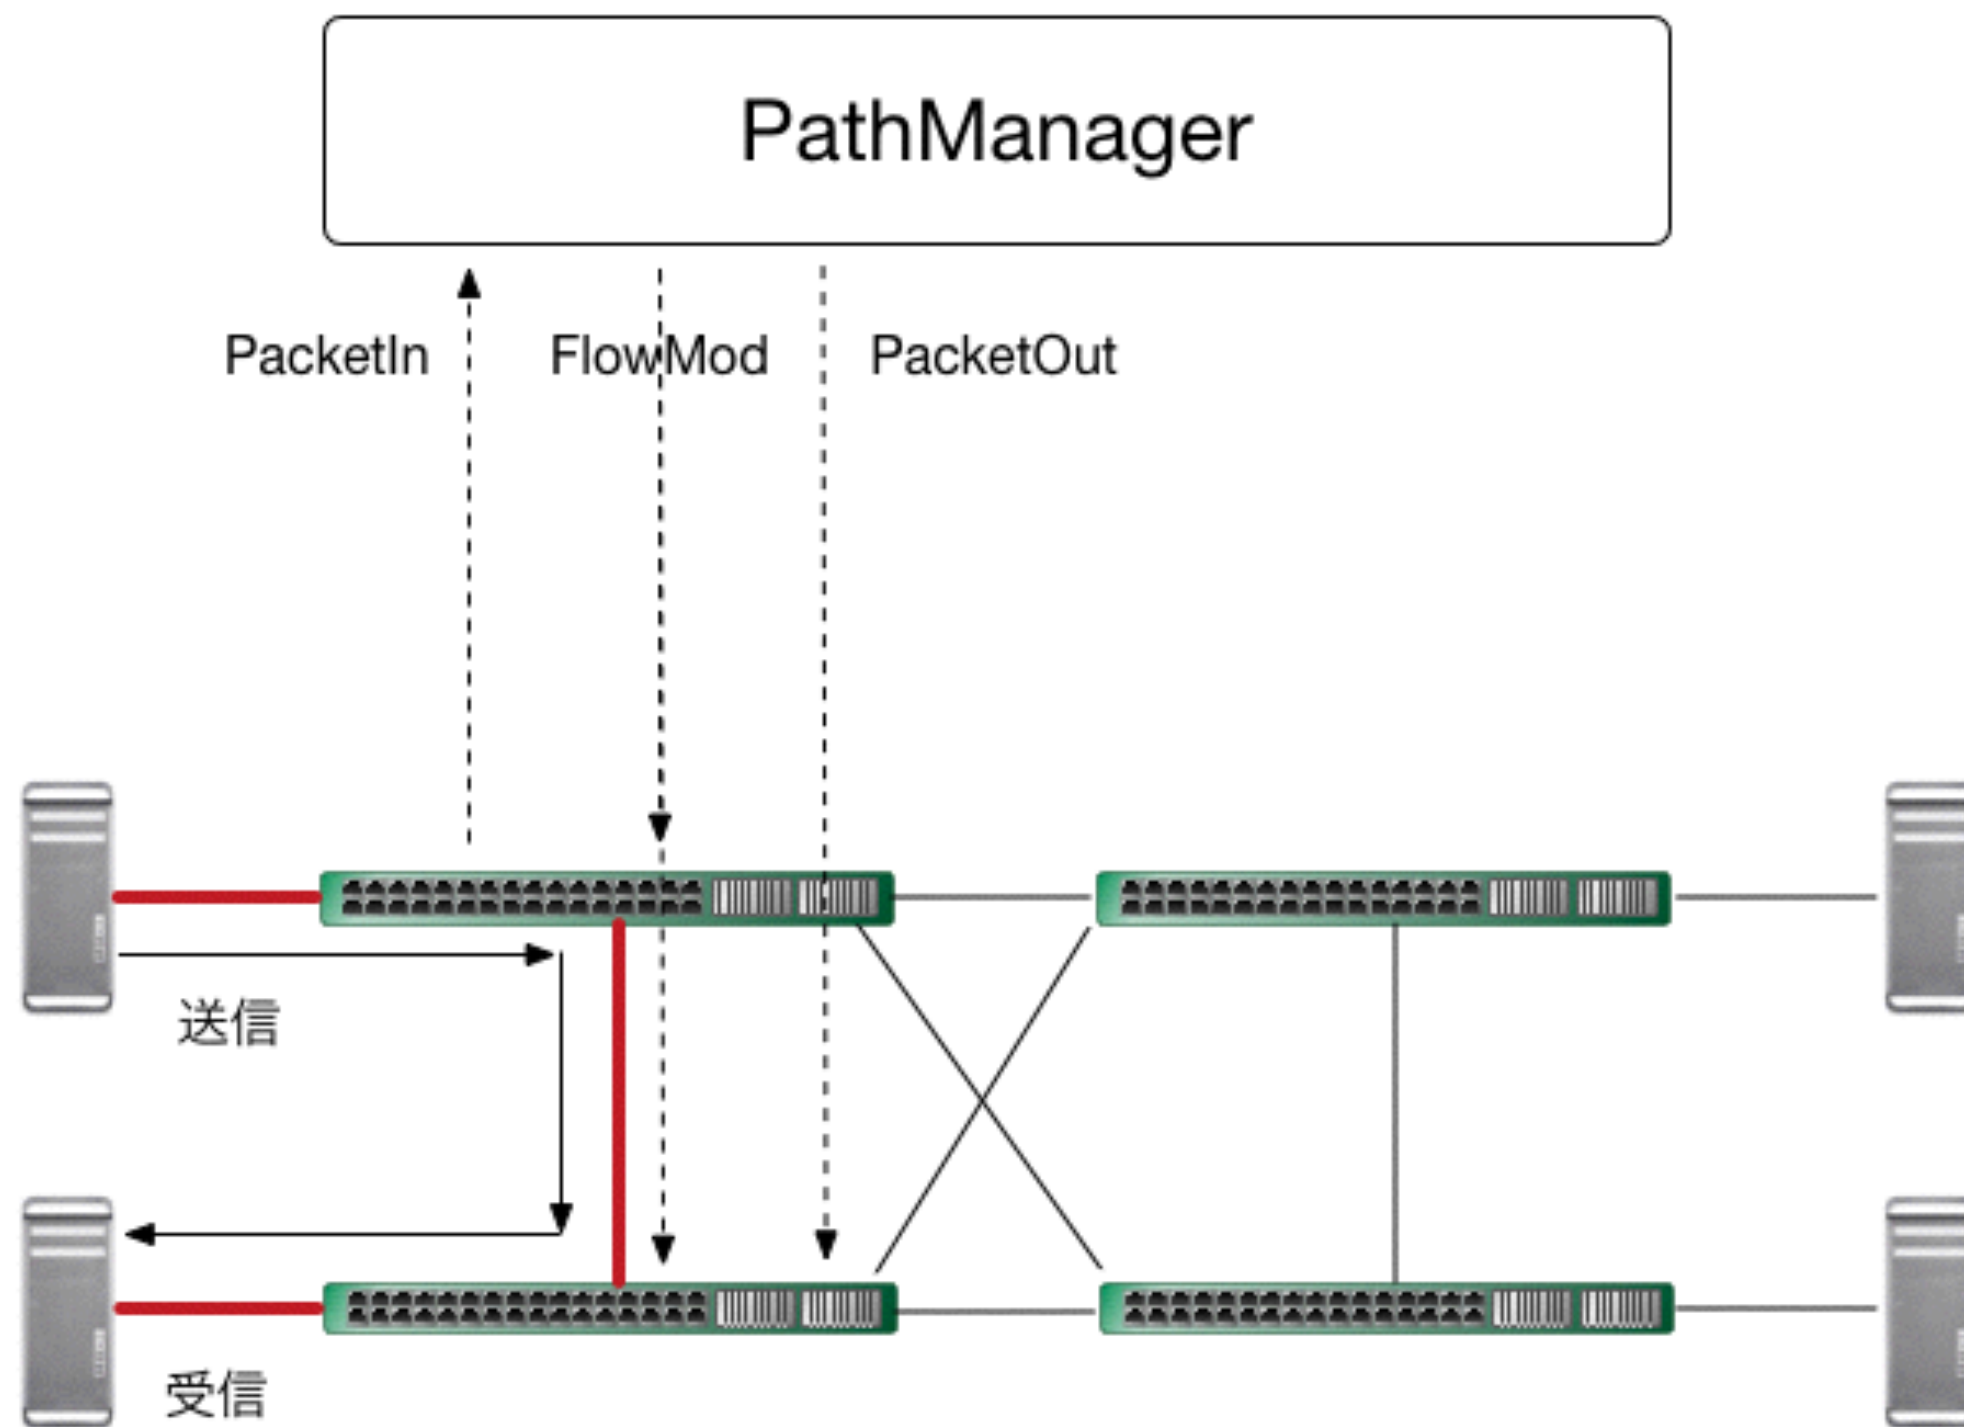 PathManager
PacketIn
FlowMod
PacketOut
送信
受信